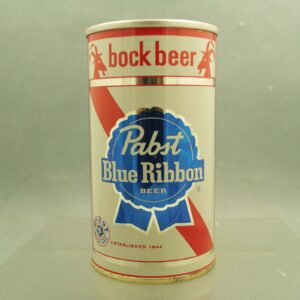 bock beer
Pabst
Blue Ribbon
BEER
®
ESTABLISHED 1844